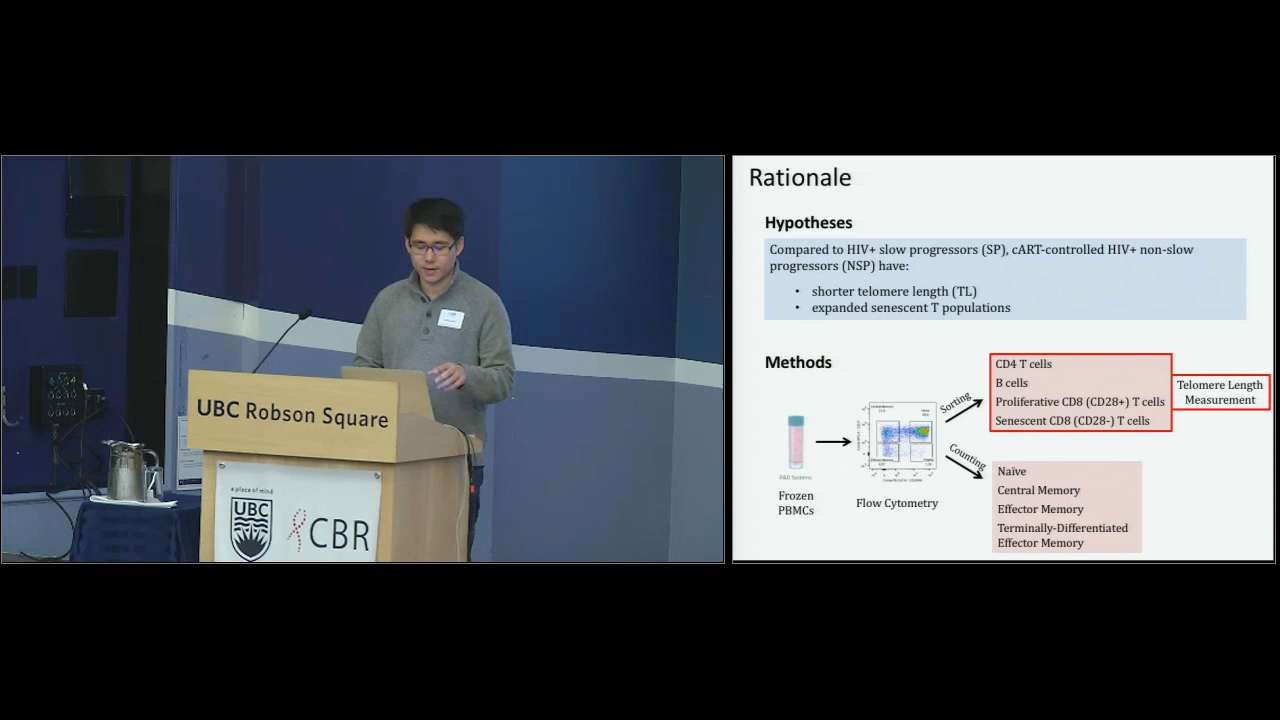 UBC Robson Square
a place of mind
UBC
CBR
Rationale
Hypotheses
Compared to HIV+ slow progressors (SP), cART-controlled HIV+ non-slow
progressors (NSP) have:
• shorter telomere length (TL)
• expanded senescent T populations
Methods
R&D Systems
Frozen
PBMCs
Flow Cytometry
Sorting
Counting
CD4 T cells
B cells
Proliferative CD8 (CD28+) T cells
Senescent CD8 (CD28-) T cells
Telomere Length
Measurement
Naïve
Central Memory
Effector Memory
Terminally-Differentiated
Effector Memory